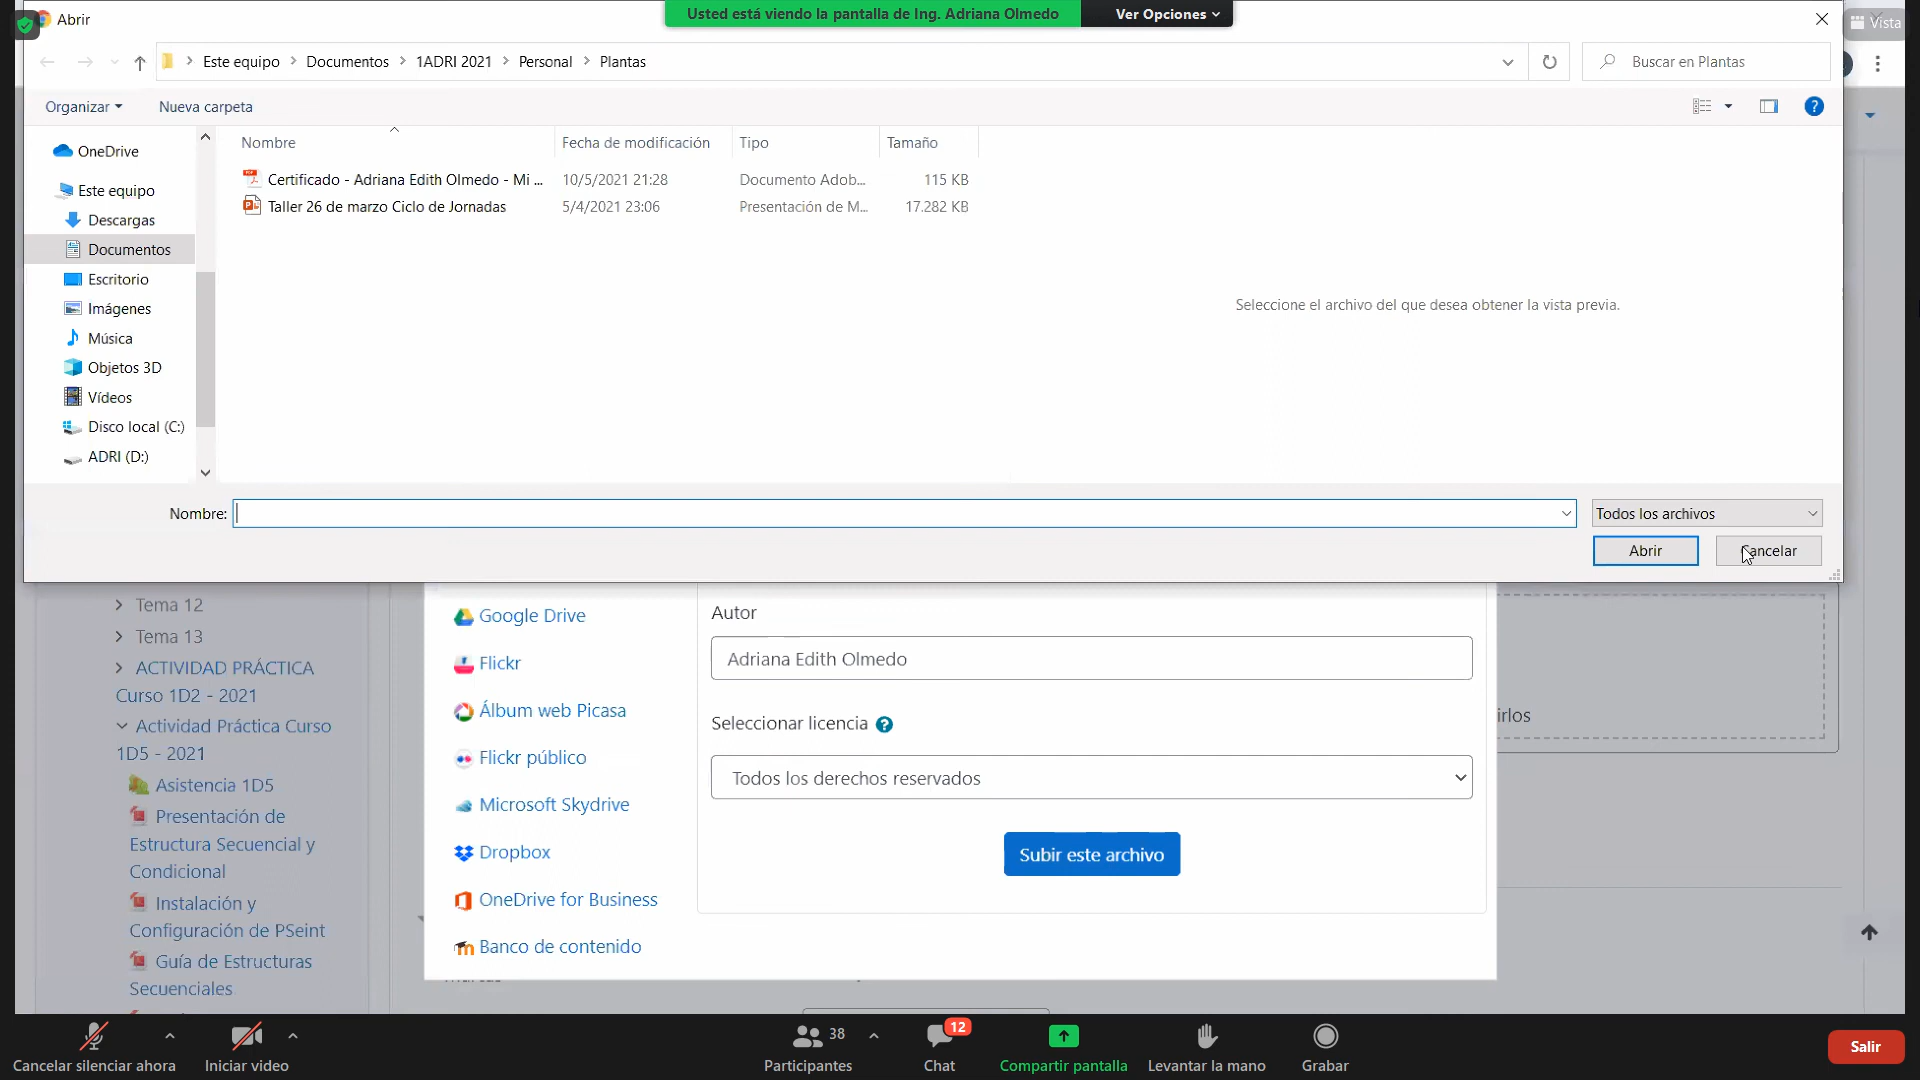 Abrir
Usted está viendo la pantalla de Ing. Adriana Olmedo
Ver Opciones
Vista
Este equipo > Documentos > 1ADRI 2021 > Personal > Plantas
Buscar en Plantas
Organizar
Nueva carpeta
Nombre
Fecha de modificación
Tipo
Tamaño
Certificado - Adriana Edith Olmedo - Mi ...
10/5/2021 21:28
Documento Adob...
115 KB
Taller 26 de marzo Ciclo de Jornadas
5/4/2021 23:06
Presentación de M...
17.282 KB
OneDrive
Este equipo
Descargas
Documentos
Escritorio
Imágenes
Música
Objetos 3D
Vídeos
Disco local (C:)
ADRI (D:)
Seleccione el archivo del que desea obtener la vista previa.
Nombre:
Todos los archivos
Abrir
Cancelar
Tema 12
Tema 13
ACTIVIDAD PRÁCTICA
Curso 1D2 - 2021
Actividad Práctica Curso
1D5 - 2021
Asistencia 1D5
Presentación de
Estructura Secuencial y
Condicional
Instalación y
Configuración de PSeint
Guía de Estructuras
Secuenciales
Google Drive
Flickr
Álbum web Picasa
Flickr público
Microsoft Skydrive
Dropbox
OneDrive for Business
Banco de contenido
Autor
Adriana Edith Olmedo
Seleccionar licencia
Todos los derechos reservados
Subir este archivo
irlos
Cancelar silenciar ahora
Iniciar video
Participantes
38
Chat
12
Compartir pantalla
Levantar la mano
Grabar
Salir